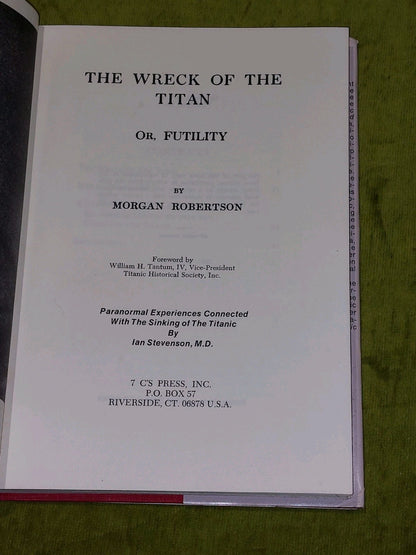 THE WRECK OF THE
TITAN
OR, FUTILITY
BY
MORGAN ROBERTSON
Foreword by
William H. Tantum, IV, Vice-President
Titanic Historical Society, Inc.
Paranormal Experiences Connected
With The Sinking of The Titanic
By
Ian Stevenson, M.D.
7 C'S PRESS, INC.
P.O. BOX 57
RIVERSIDE, CT. 06878 U.S.A.